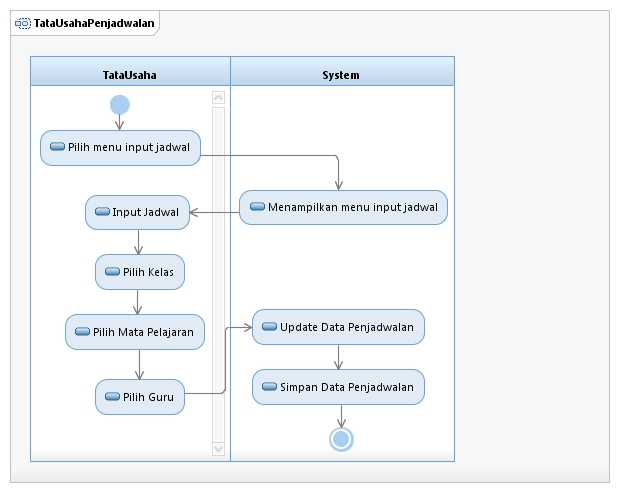 TataUsahaPenjadwalan
TataUsaha
System
Pilih menu input jadwal
Menampilkan menu input jadwal
Input Jadwal
Pilih Kelas
Pilih Mata Pelajaran
Update Data Penjadwalan
Pilih Guru
Simpan Data Penjadwalan